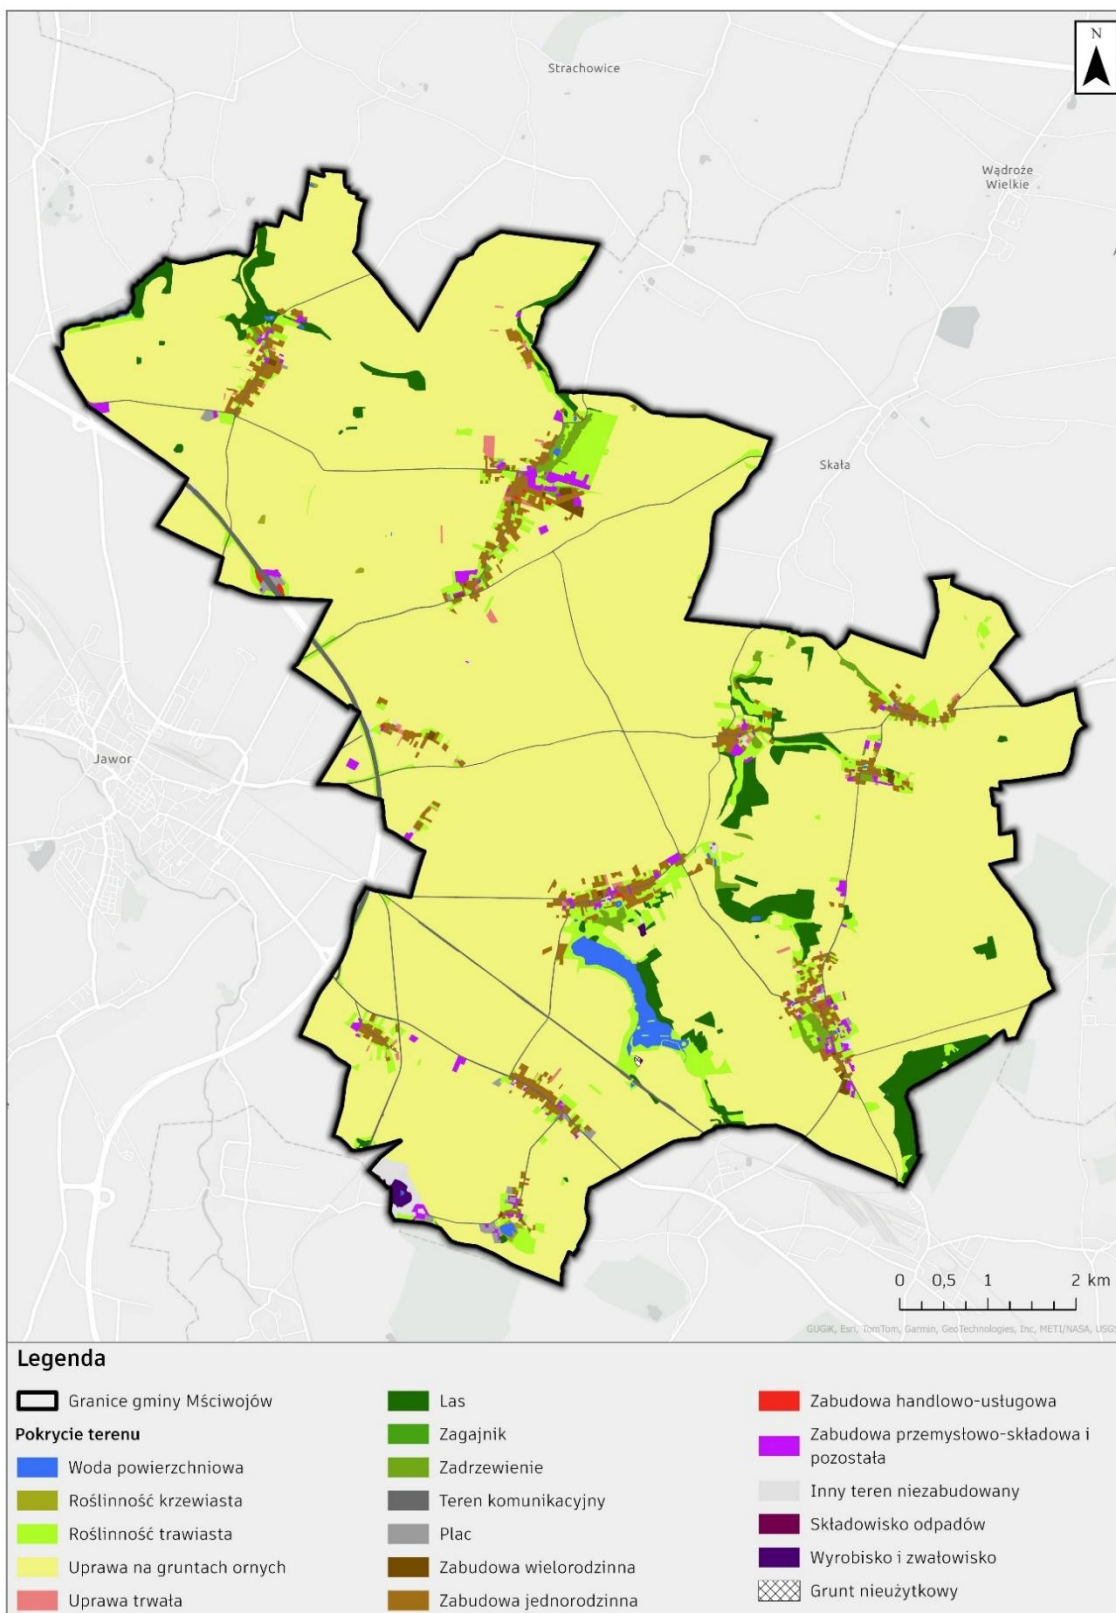 N
Strachowice
Wądroże
Wielkie
Skała
Jawor
0 0,5 1 2 km
GUGIK, Esri, TomTom, Garmin, GeoTechnologies, Inc, METI/NASA, USGS
Legenda
Granice gminy Mściwojów
Pokrycie terenu
Woda powierzchniowa
Roślinność krzewiasta
Roślinność trawiasta
Uprawa na gruntach ornych
Uprawa trwała
Las
Zagajnik
Zadrzewienie
Teren komunikacyjny
Plac
Zabudowa wielorodzinna
Zabudowa jednorodzinna
Zabudowa handlowo-usługowa
Zabudowa przemysłowo-składowa i
pozostała
Inny teren niezabudowany
Składowisko odpadów
Wyrobisko i zwałowisko
Grunt nieużytkowy